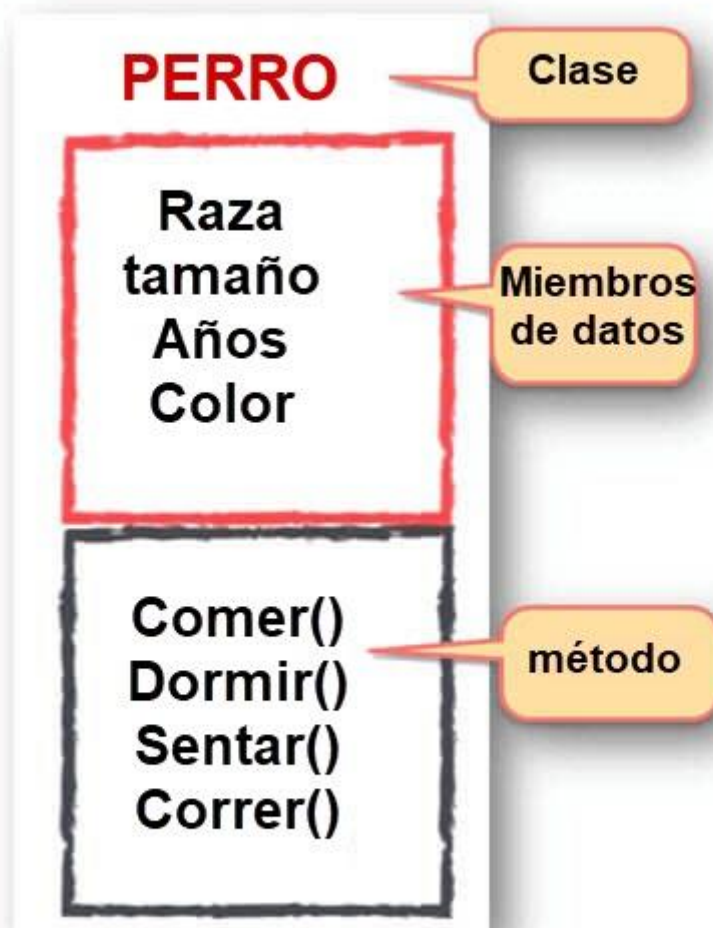 PERRO
Clase
Raza
tamaño
Años
Color
Miembros
de datos
Comer()
Dormir()
Sentar()
Correr()
método